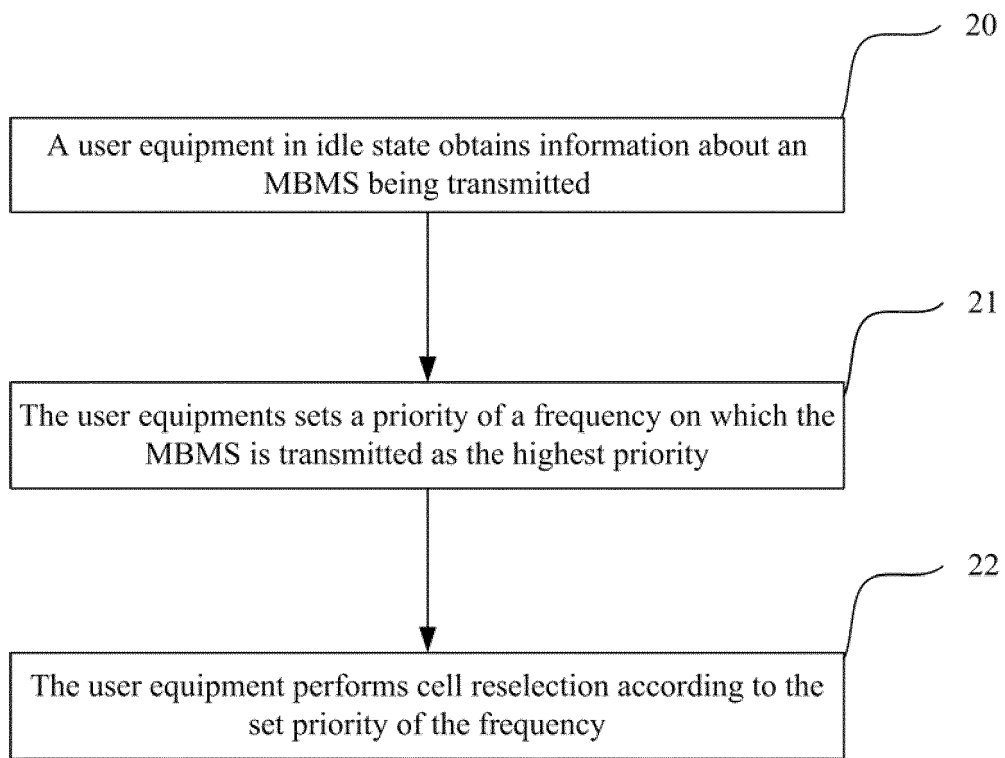 20
A user equipment in idle state obtains information about an
MBMS being transmitted
21
The user equipments sets a priority of a frequency on which the
MBMS is transmitted as the highest priority
22
The user equipment performs cell reselection according to the
set priority of the frequency